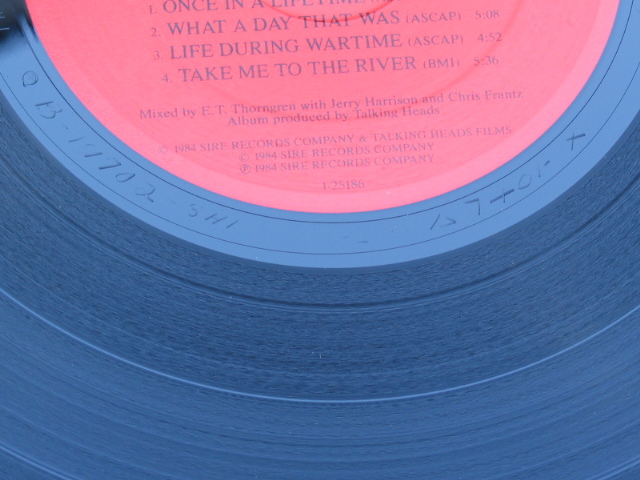 1. ONCE IN A LIFETIME
2. WHAT A DAY THAT WAS (ASCAP) 5:08
3. LIFE DURING WARTIME (ASCAP) 4:52
4. TAKE ME TO THE RIVER (BMI) 5:36
Mixed by E. T. Thorngren with Jerry Harrison and Chris Frantz
Album produced by Talking Heads
© 1984 SIRE RECORDS COMPANY & TALKING HEADS FILMS
© 1984 SIRE RECORDS COMPANY
℗ 1984 SIRE RECORDS COMPANY
1 25186
B-17702 SH1